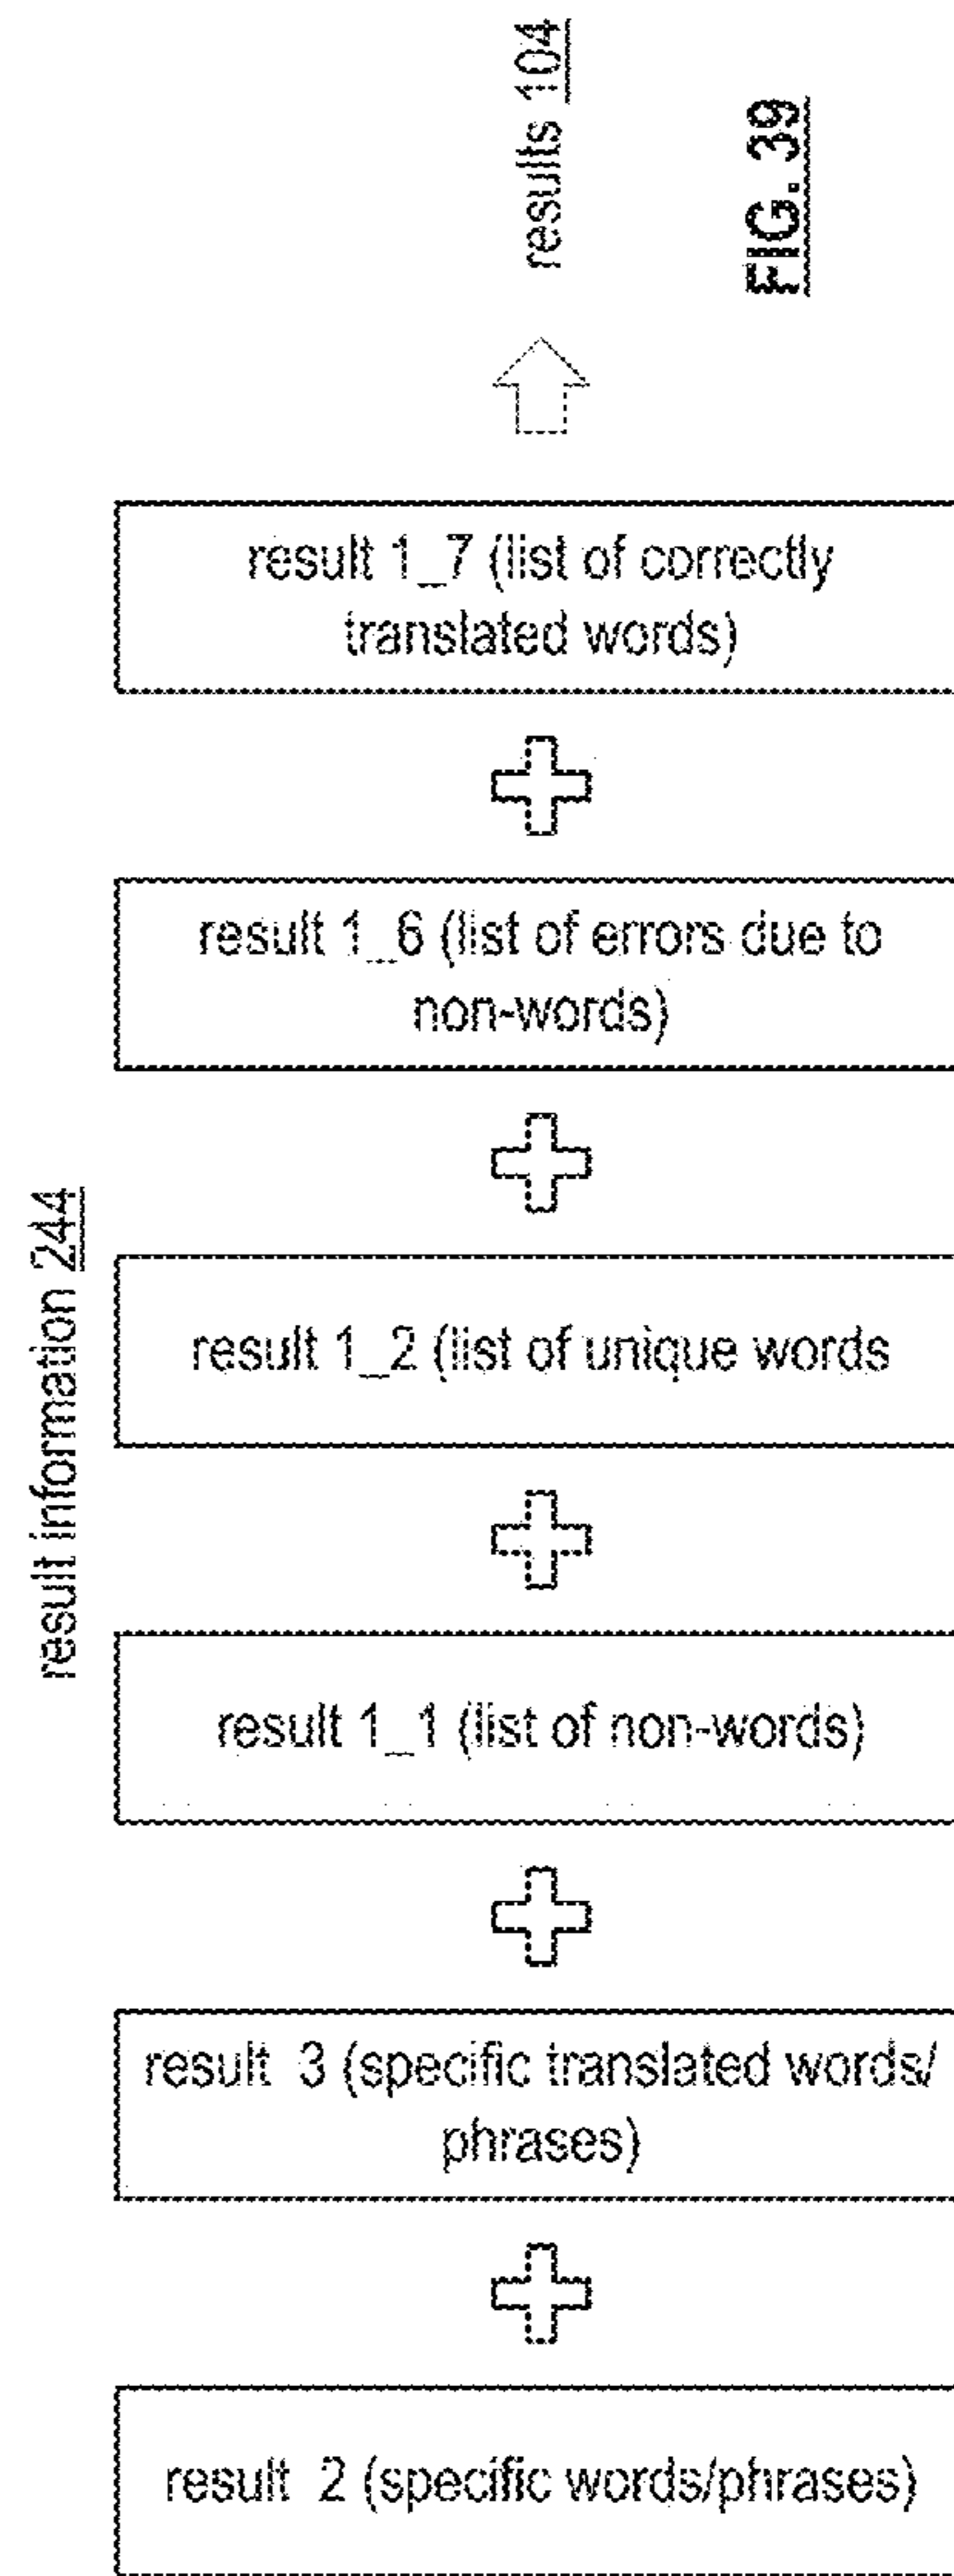 results 104
FIG. 39
result 1_7 (list of correctly
translated words)
result 1_6 (list of errors due to
non-words)
result information 244
result 1_2 (list of unique words
result 1_1 (list of non-words)
result 3 (specific translated words/
phrases)
result 2 (specific words/phrases)